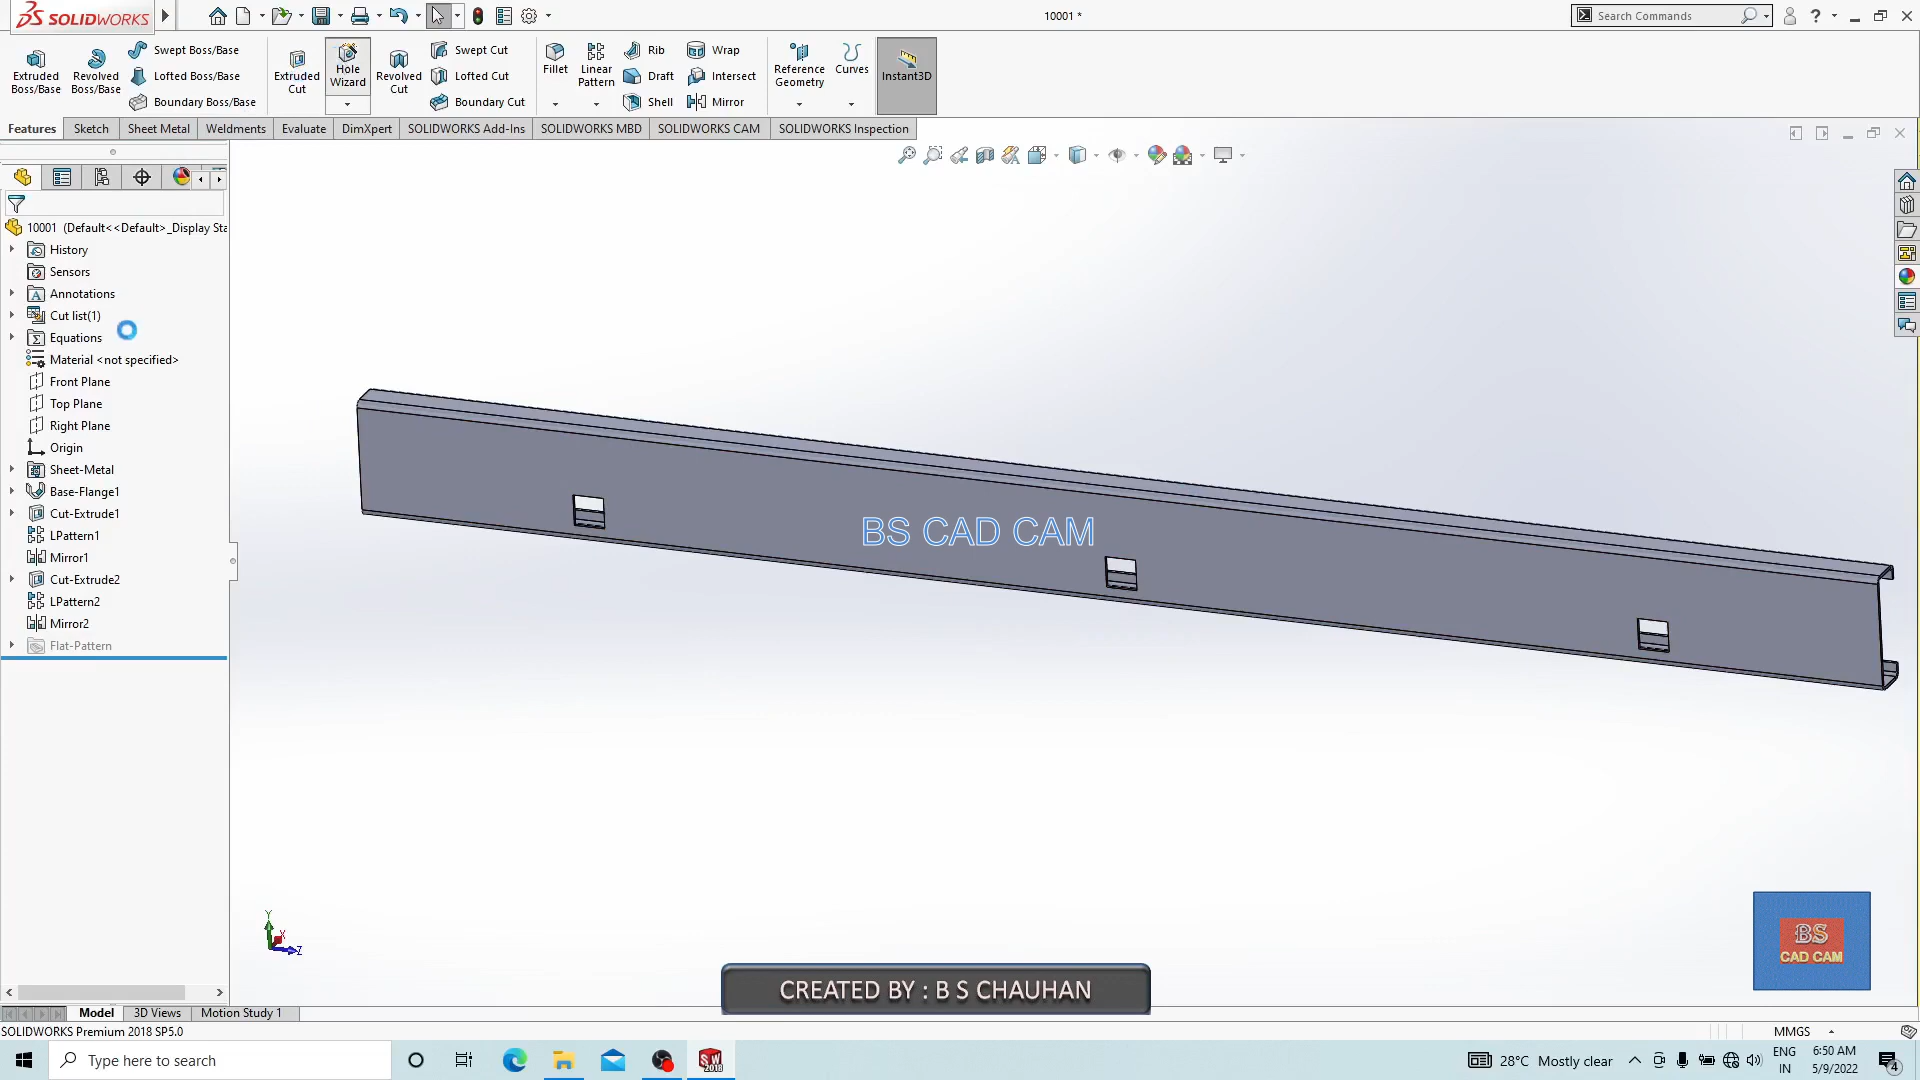 SOLIDWORKS
10001 *
Search Commands
Extruded Boss/Base
Revolved Boss/Base
Swept Boss/Base
Lofted Boss/Base
Boundary Boss/Base
Extruded Cut
Hole Wizard
Revolved Cut
Swept Cut
Lofted Cut
Boundary Cut
Fillet
Linear Pattern
Rib
Draft
Shell
Wrap
Intersect
Mirror
Reference Geometry
Curves
Instant3D
Features
Sketch
Sheet Metal
Weldments
Evaluate
DimXpert
SOLIDWORKS Add-Ins
SOLIDWORKS MBD
SOLIDWORKS CAM
SOLIDWORKS Inspection
10001 (Default<<Default>_Display Sta
History
Sensors
Annotations
Cut list(1)
Equations
Material <not specified>
Front Plane
Top Plane
Right Plane
Origin
Sheet-Metal
Base-Flange1
Cut-Extrude1
LPattern1
Mirror1
Cut-Extrude2
LPattern2
Mirror2
Flat-Pattern
BS CAD CAM
Y
X
Z
BS
CAD CAM
CREATED BY : B S CHAUHAN
Model
3D Views
Motion Study 1
SOLIDWORKS Premium 2018 SP5.0
MMGS
Type here to search
SW
2018
28°C Mostly clear
ENG
IN
6:50 AM
5/9/2022
4